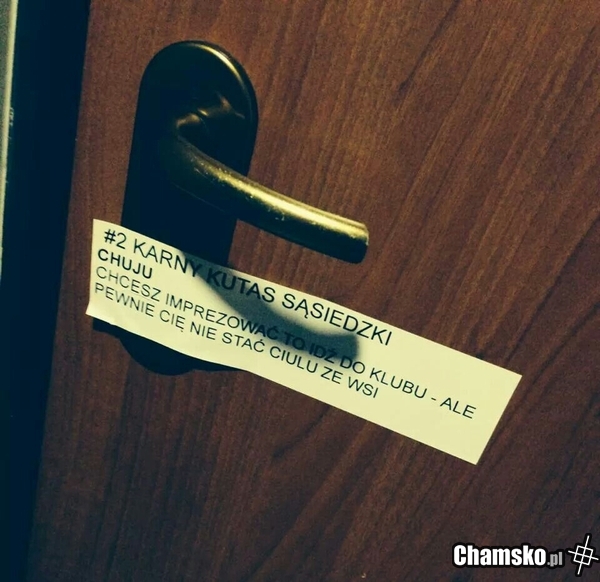 #2 KARNY KUTAS SĄSIEDZKI
CHUJU
CHCESZ IMPREZOWAĆ TO IDŹ DO KLUBU - ALE
PEWNIE CIĘ NIE STAĆ CIULU ZE WSI
Chamsko.pl